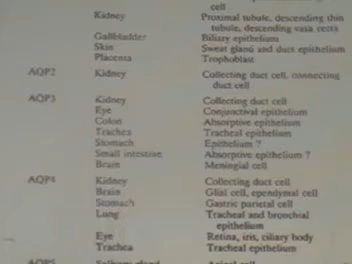 cell
Kidney Proximal tubule, descending thin
tubule, descending vasa recta
Gallbladder Biliary epithelium
Skin Sweat gland and duct epithelium
Placenta Trophoblast
AQP2 Kidney Collecting duct cell, connecting
duct cell
AQP3 Kidney Collecting duct cell
Eye Conjunctival epithelium
Colon Absorptive epithelium
Trachea Tracheal epithelium
Stomach Epithelium ?
Small intestine Absorptive epithelium ?
Brain Meningial cell
AQP4 Kidney Collecting duct cell
Brain Glial cell, ependymal cell
Stomach Gastric parietal cell
Lung Tracheal and bronchial
epithelium
Eye Retina, iris, ciliary body
Trachea Tracheal epithelium
AQP5 Salivary gland